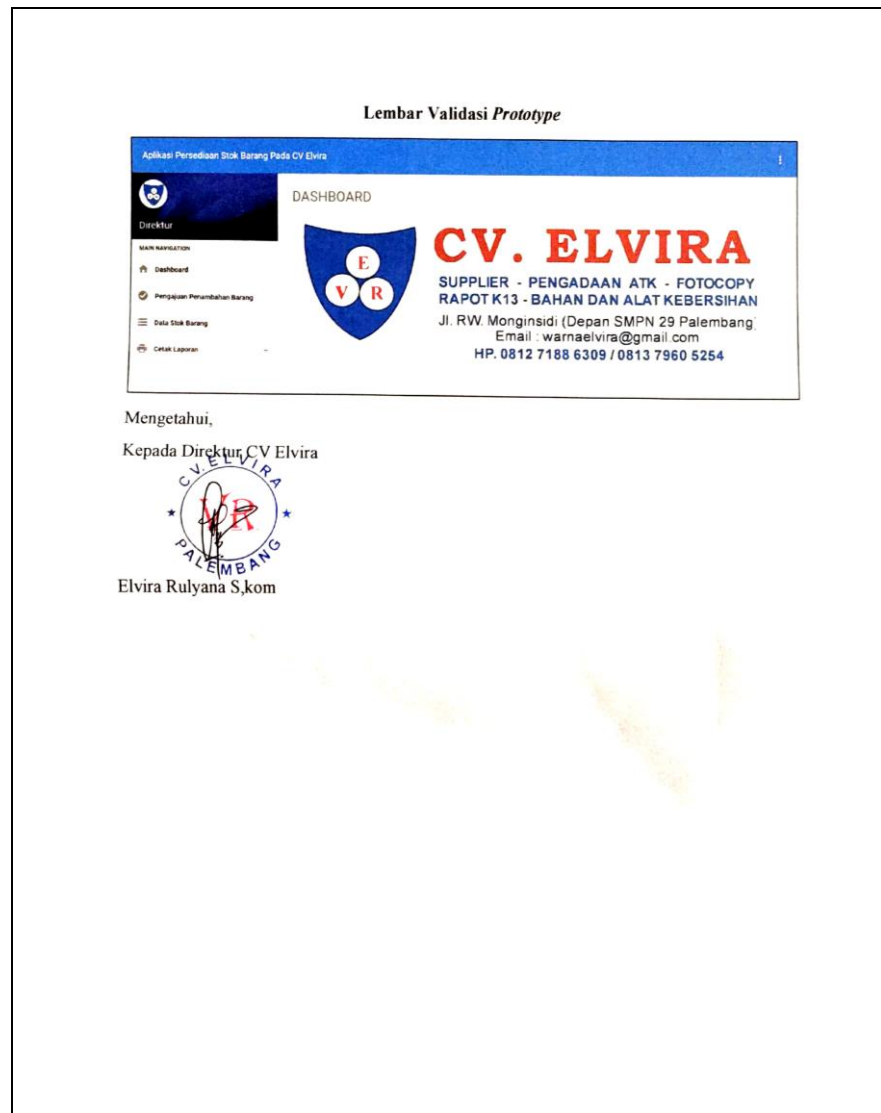 Lembar Validasi Prototype
Aplikasi Persediaan Stok Barang Pada CV Elvira
Direktur
MAIN NAVIGATION
Dashboard
Pengajuan Penambahan Barang
Data Stok Barang
Cetak Laporan
DASHBOARD
E
V R
CV. ELVIRA
SUPPLIER - PENGADAAN ATK - FOTOCOPY
RAPOT K13 - BAHAN DAN ALAT KEBERSIHAN
Jl. RW. Monginsidi (Depan SMPN 29 Palembang
Email : warnaelvira@gmail.com
HP. 0812 7188 6309 / 0813 7960 5254
Mengetahui,
Kepada Direktur CV Elvira
CV. ELVIRA
VR
PALEMBANG
Elvira Rulyana S,kom